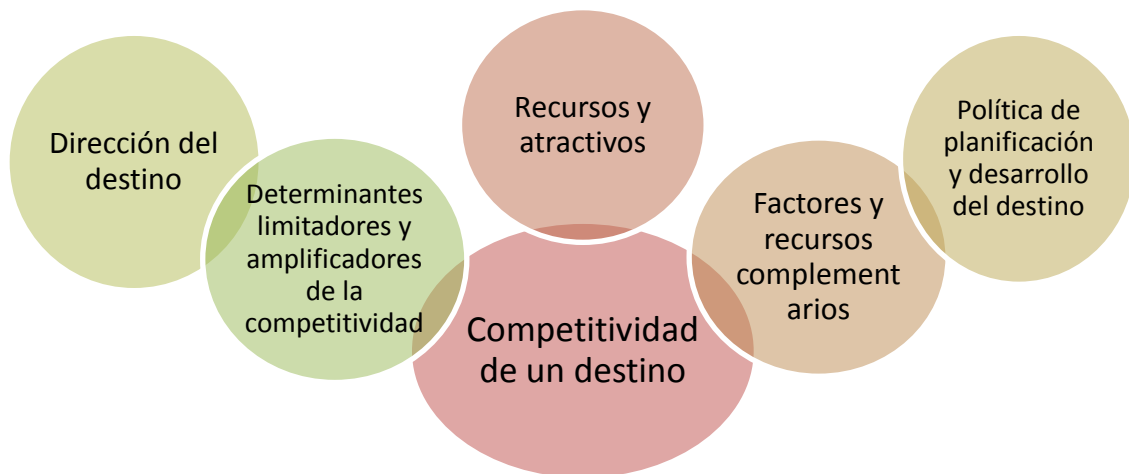 Dirección del
destino
Determinantes
limitadores y
amplificadores
de la
competitividad
Recursos y
atractivos
Competitividad
de un destino
Factores y
recursos
complement
arios
Política de
planificación
y desarrollo
del destino